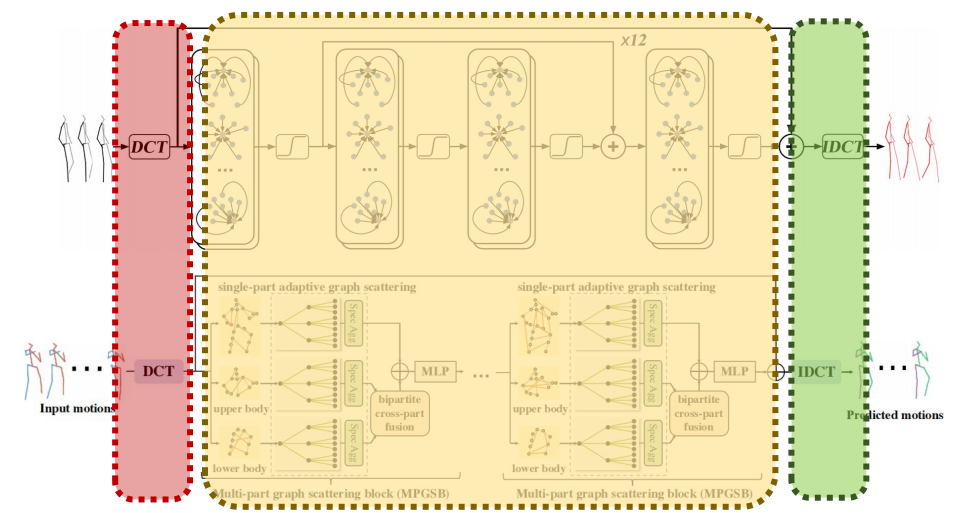 ×12
DCT
...
...
...
...
IDCT
single-part adaptive graph scattering
single-part adaptive graph scattering
Spec Agg
Spec Agg
DCT
Spec Agg
MLP
...
Spec Agg
MLP
IDCT
Input motions
upper body
bipartite
cross-part
fusion
upper body
bipartite
cross-part
fusion
Predicted motions
Spec Agg
Spec Agg
lower body
lower body
Multi-part graph scattering block (MPGSB)
Multi-part graph scattering block (MPGSB)